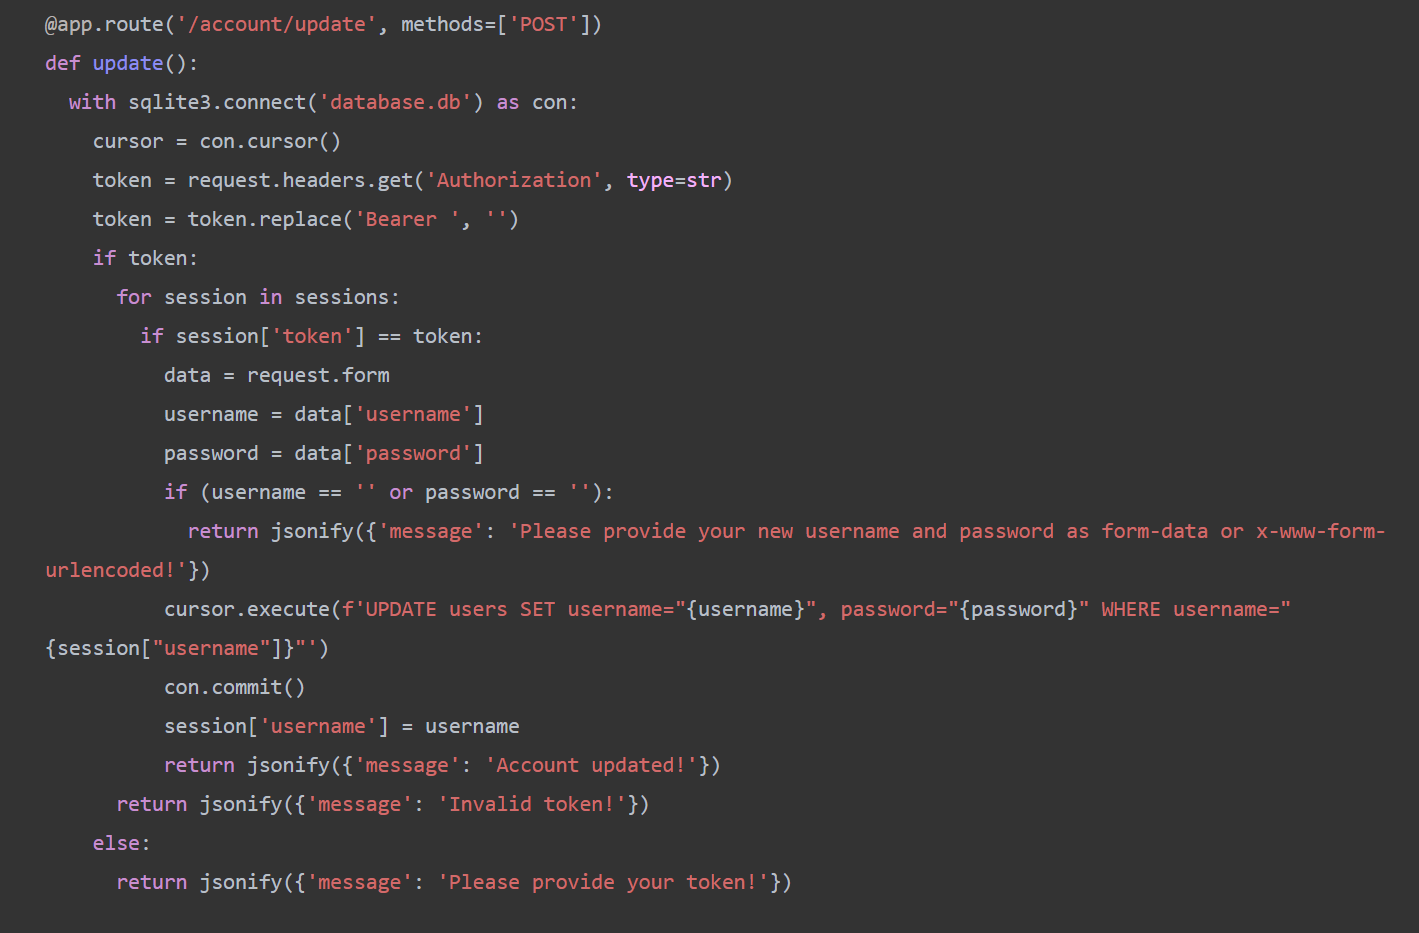 @app.route('/account/update', methods=['POST'])
def update():
  with sqlite3.connect('database.db') as con:
    cursor = con.cursor()
    token = request.headers.get('Authorization', type=str)
    token = token.replace('Bearer ', '')
    if token:
      for session in sessions:
        if session['token'] == token:
          data = request.form
          username = data['username']
          password = data['password']
          if (username == '' or password == ''):
            return jsonify({'message': 'Please provide your new username and password as form-data or x-www-form-
urlencoded!'})
          cursor.execute(f'UPDATE users SET username="{username}", password="{password}" WHERE username="
{session["username"]}"')
          con.commit()
          session['username'] = username
          return jsonify({'message': 'Account updated!'})
      return jsonify({'message': 'Invalid token!'})
    else:
      return jsonify({'message': 'Please provide your token!'})